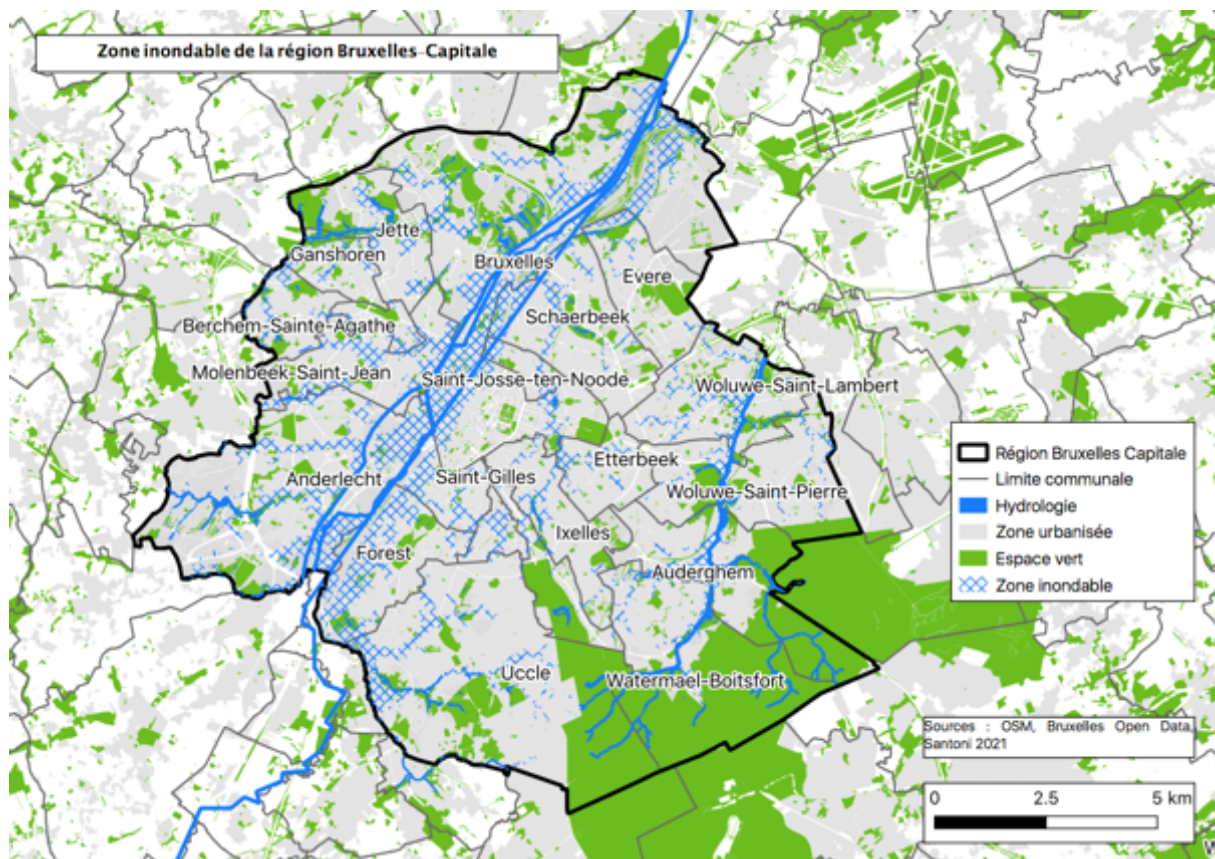 Zone inondable de la région Bruxelles-Capitale
Jette
Ganshoren
Bruxelles
Evere
Schaerbeek
Berchem-Sainte-Agathe
Molenbeek-Saint-Jean
Saint-Josse-ten-Noode
Woluwe-Saint-Lambert
Etterbeek
Anderlecht
Saint-Gilles
Woluwe-Saint-Pierre
Ixelles
Forest
Auderghem
Uccle
Watermael-Boitsfort
Région Bruxelles Capitale
Limite communale
Hydrologie
Zone urbanisée
Espace vert
Zone inondable
Sources : OSM, Bruxelles Open Data,
Santoni 2021
0 2.5 5 km